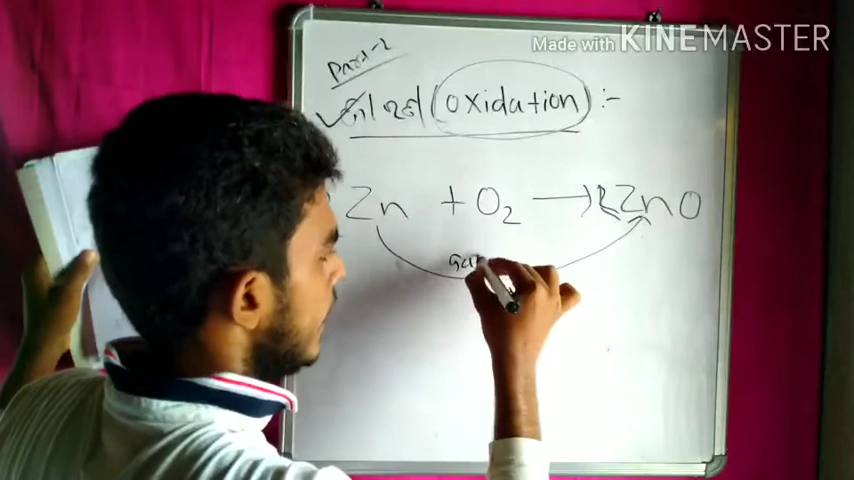 Made with KINEMASTER
Part-2
(oxidation) :-
Zn + O2 → 2ZnO